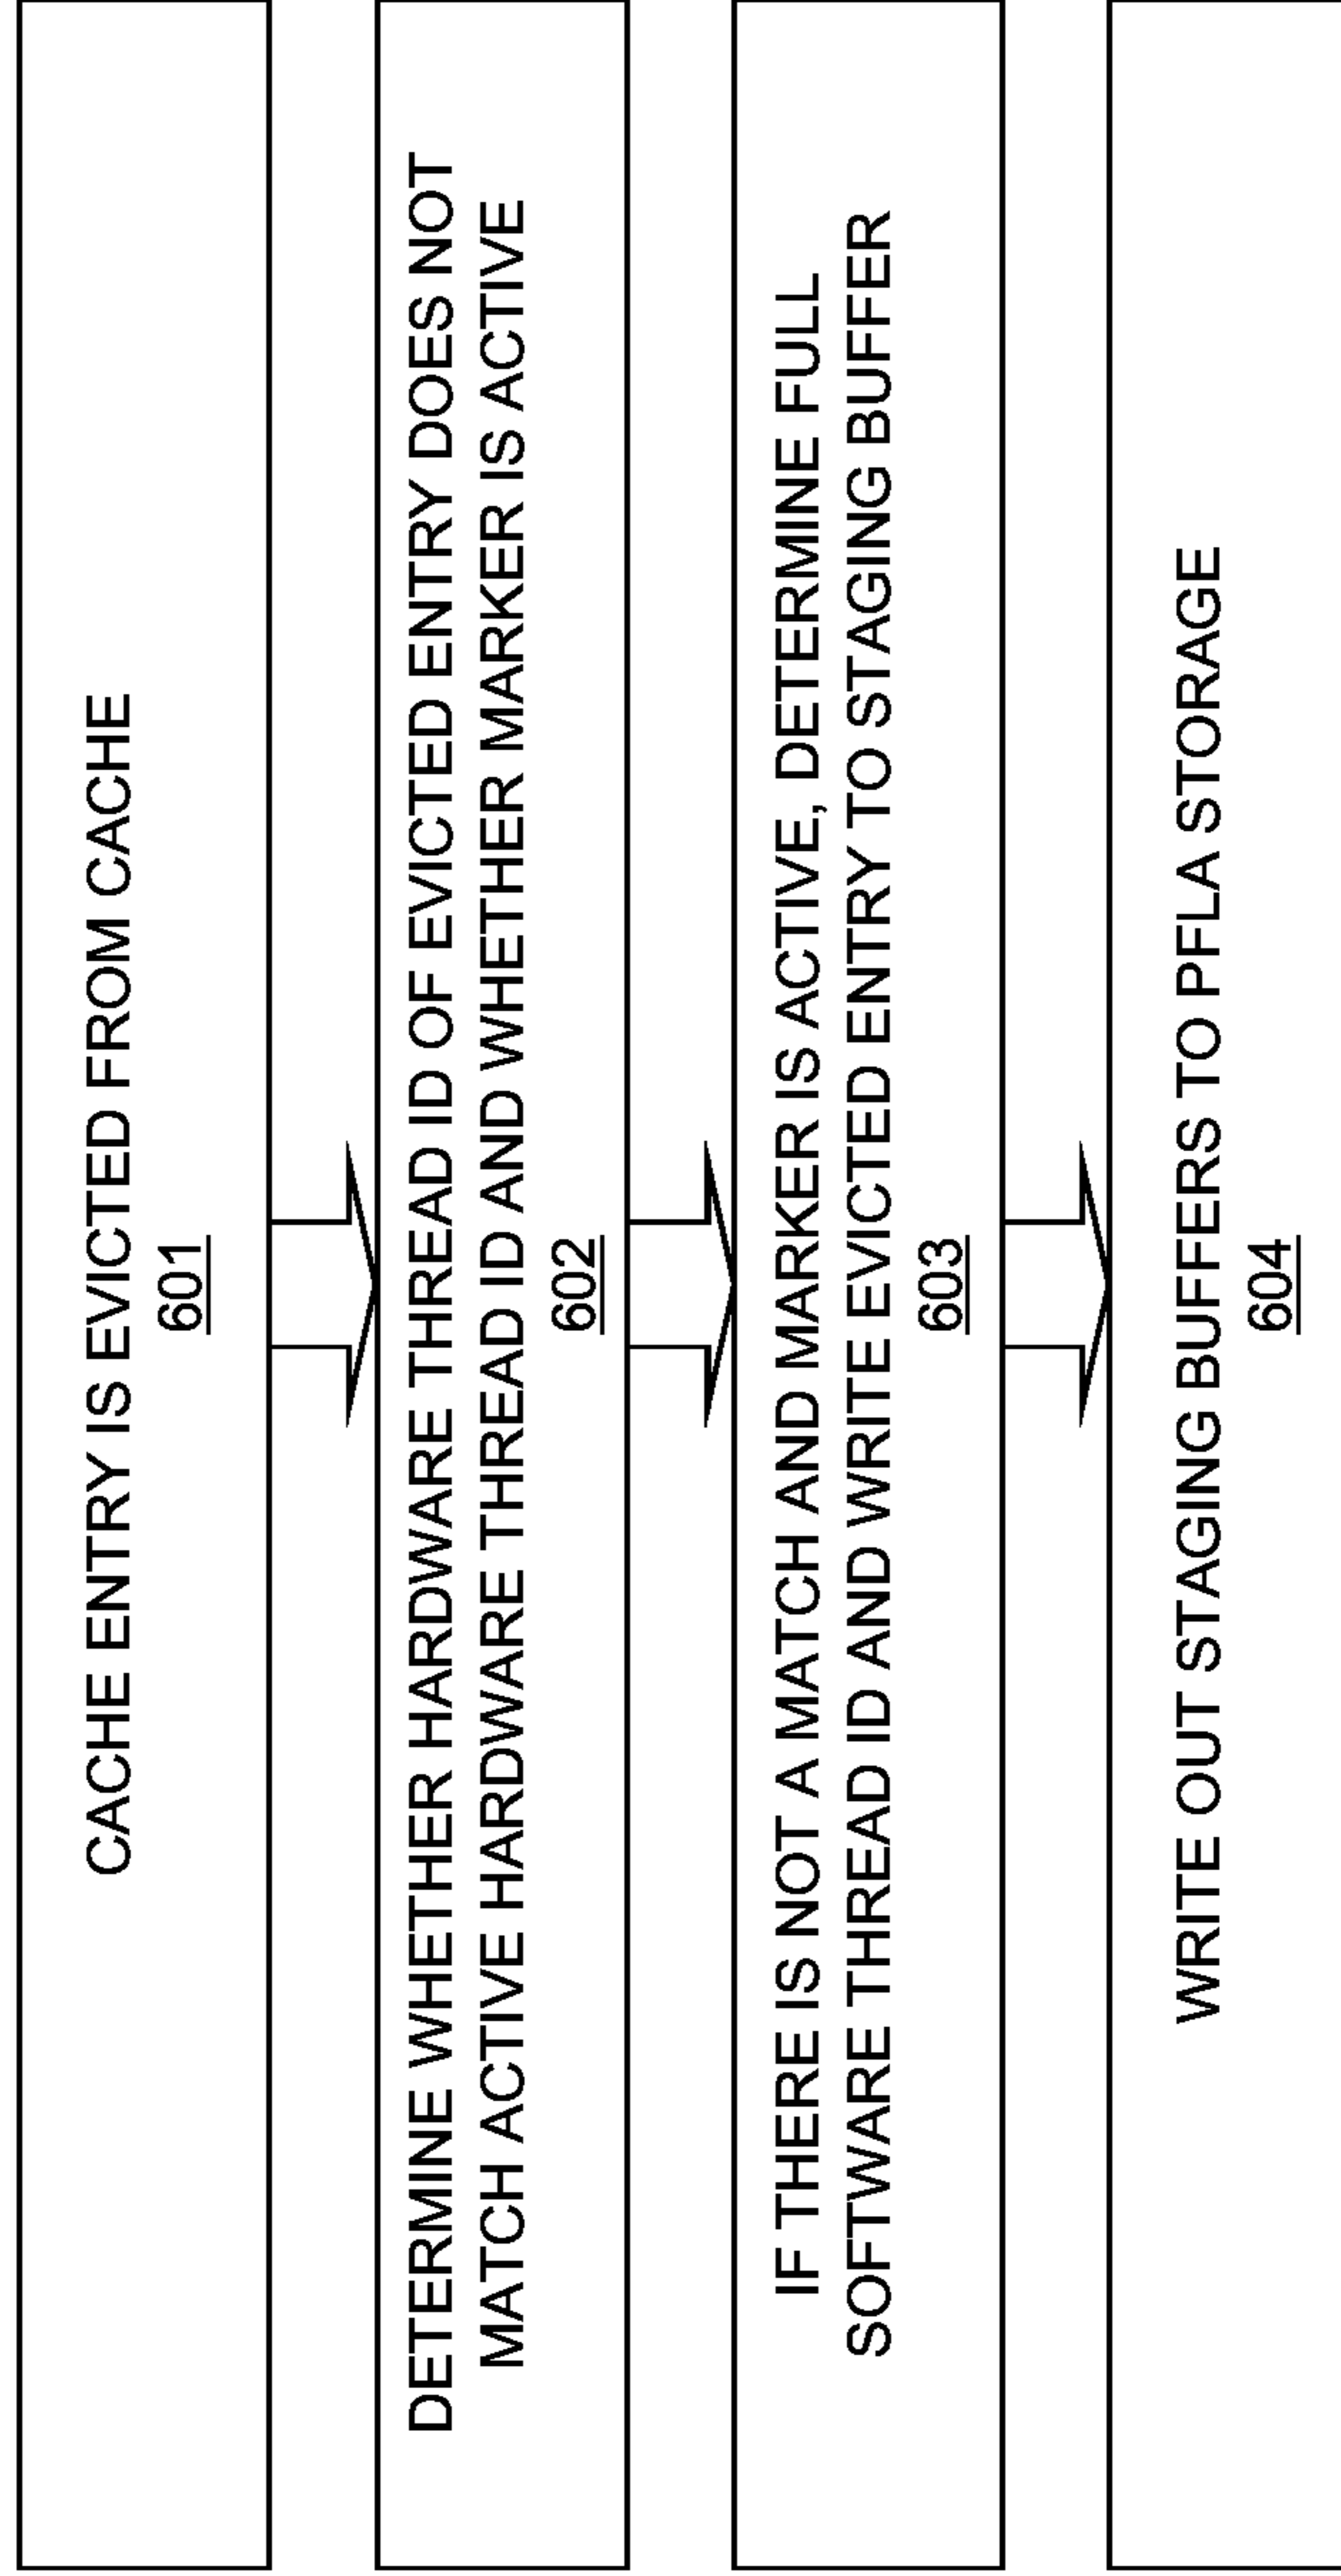 CACHE ENTRY IS EVICTED FROM CACHE
601
DETERMINE WHETHER HARDWARE THREAD ID OF EVICTED ENTRY DOES NOT
MATCH ACTIVE HARDWARE THREAD ID AND WHETHER MARKER IS ACTIVE
602
IF THERE IS NOT A MATCH AND MARKER IS ACTIVE, DETERMINE FULL
SOFTWARE THREAD ID AND WRITE EVICTED ENTRY TO STAGING BUFFER
603
WRITE OUT STAGING BUFFERS TO PFLA STORAGE
604